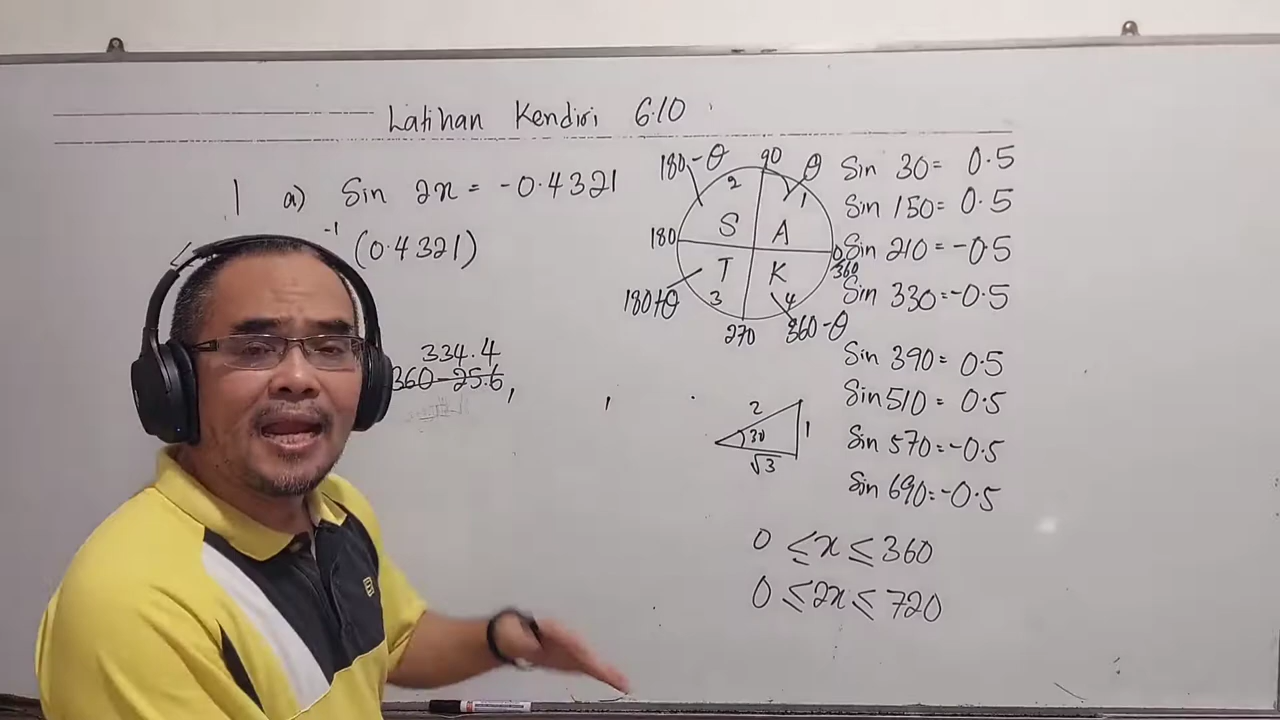 Latihan Kendiri 6.10
1 a) Sin 2x = -0.4321
-1 (0.4321)
334.4
360-25.6,
,
180-θ 90 θ
2 1
S A
180 0/360
T K
3 4
180+θ 270 360-θ
2
30 1
√3
Sin 30= 0.5
Sin 150= 0.5
Sin 210 = -0.5
Sin 330=-0.5
Sin 390= 0.5
Sin 510= 0.5
Sin 570=-0.5
Sin 690=-0.5
0 ≤x ≤ 360
0 ≤2x ≤ 720